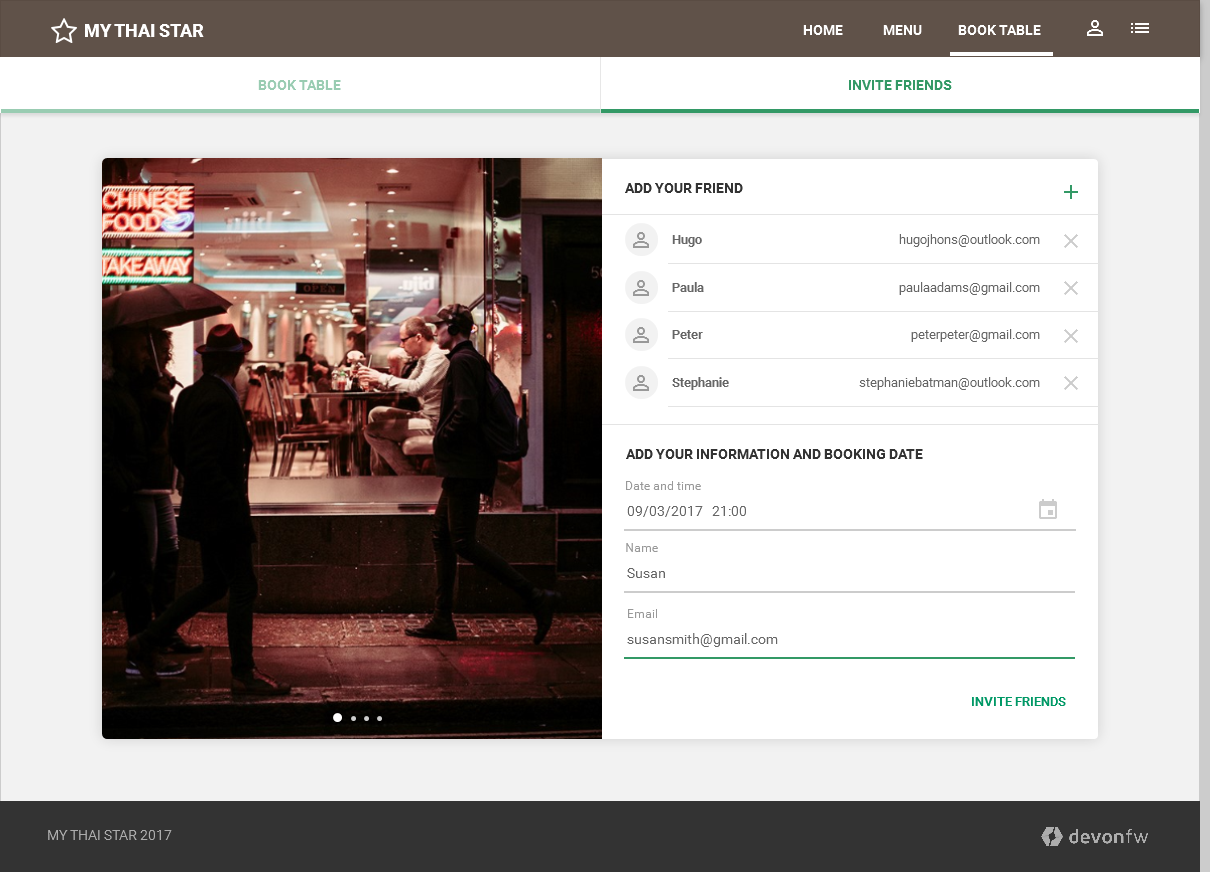 MY THAI STAR
HOME
MENU
BOOK TABLE
BOOK TABLE
INVITE FRIENDS
CHINESE
FOOD
TAKEAWAY
OPEN
ADD YOUR FRIEND
Hugo hugojhons@outlook.com
Paula paulaadams@gmail.com
Peter peterpeter@gmail.com
Stephanie stephaniebatman@outlook.com
ADD YOUR INFORMATION AND BOOKING DATE
Date and time
09/03/2017 21:00
Name
Susan
Email
susansmith@gmail.com
INVITE FRIENDS
MY THAI STAR 2017
devonfw